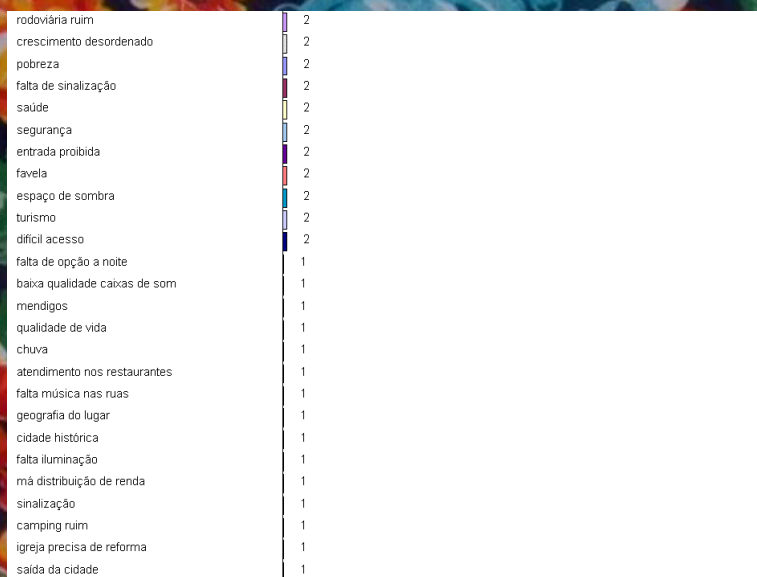 rodoviária ruim 2
crescimento desordenado 2
pobreza 2
falta de sinalização 2
saúde 2
segurança 2
entrada proibida 2
favela 2
espaço de sombra 2
turismo 2
difícil acesso 2
falta de opção a noite 1
baixa qualidade caixas de som 1
mendigos 1
qualidade de vida 1
chuva 1
atendimento nos restaurantes 1
falta música nas ruas 1
geografia do lugar 1
cidade histórica 1
falta iluminação 1
má distribuição de renda 1
sinalização 1
camping ruim 1
igreja precisa de reforma 1
saída da cidade 1